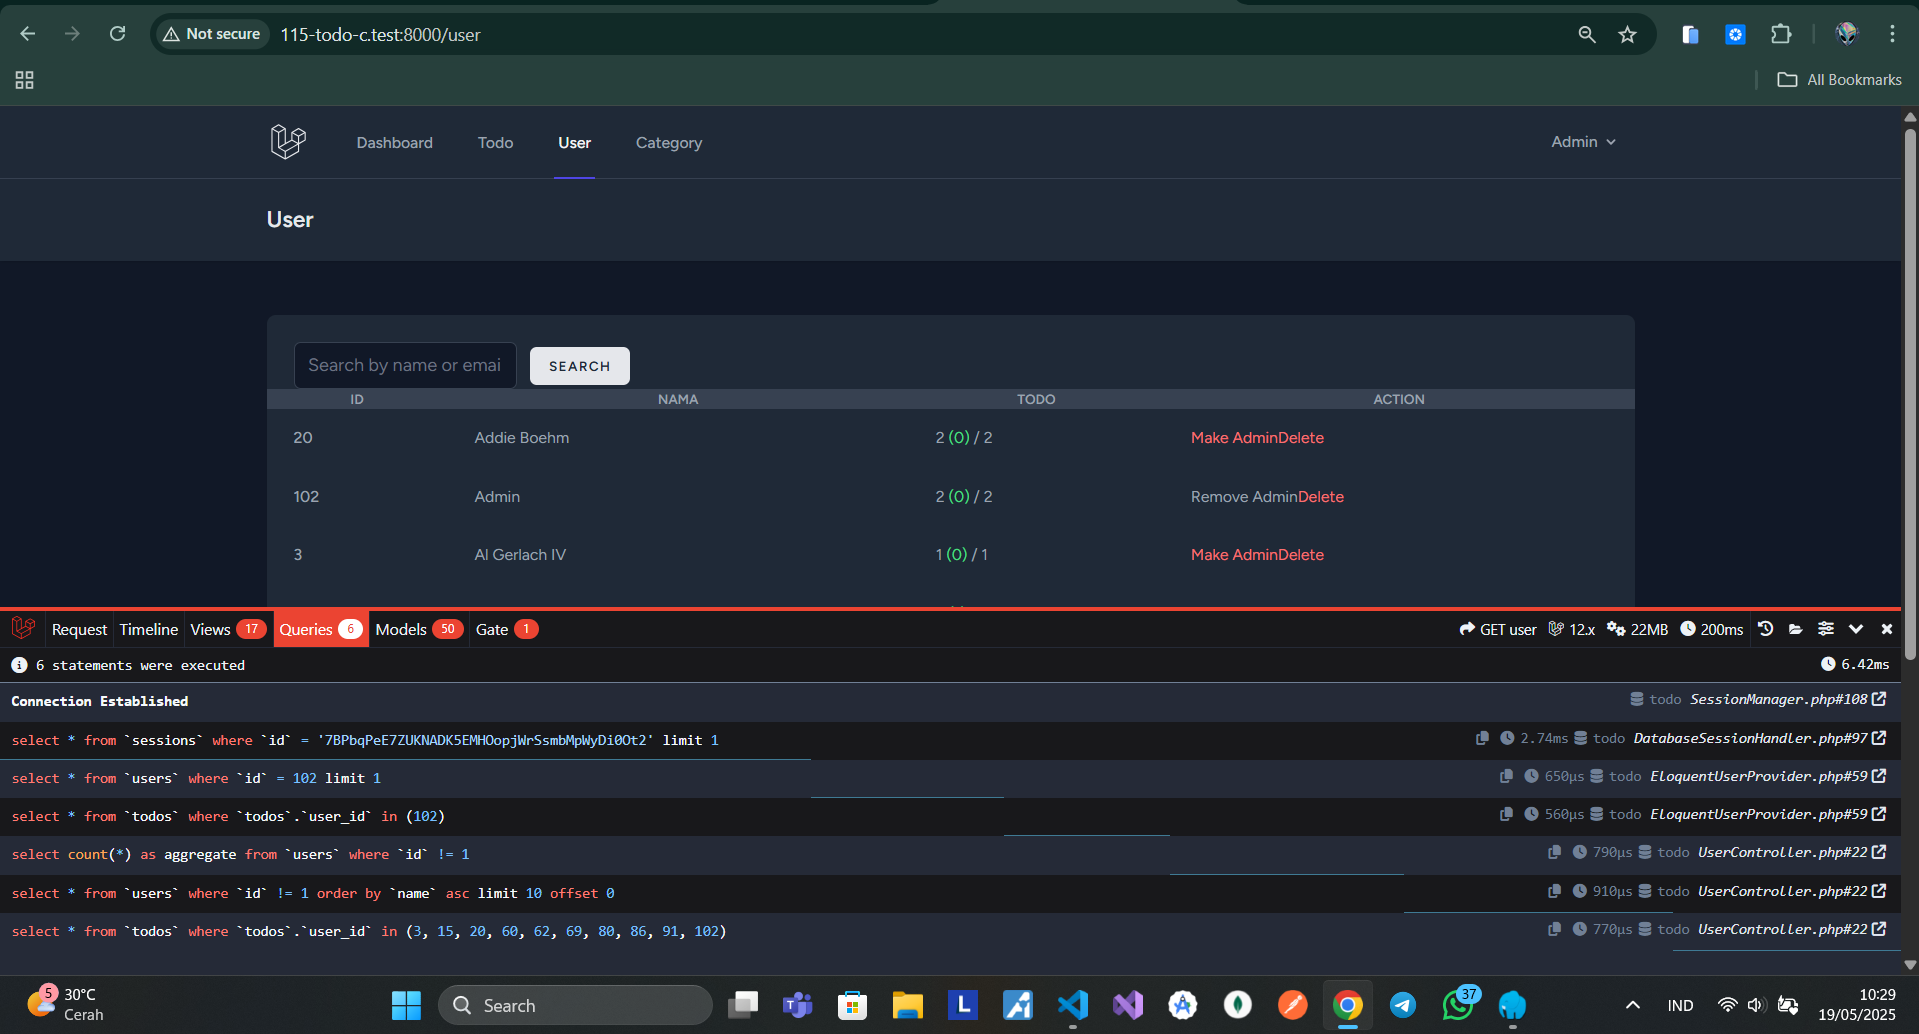 Not secure 115-todo-c.test:8000/user
All Bookmarks
Dashboard Todo User Category Admin
User
Search by name or emai SEARCH
ID NAMA TODO ACTION
20 Addie Boehm 2 (0) / 2 Make AdminDelete
102 Admin 2 (0) / 2 Remove AdminDelete
3 Al Gerlach IV 1 (0) / 1 Make AdminDelete
Request Timeline Views 17 Queries 6 Models 50 Gate 1 GET user 12.x 22MB 200ms
6 statements were executed 6.42ms
Connection Established todo SessionManager.php#108
select * from `sessions` where `id` = '7BPbqPeE7ZUKNADK5EMHOopjWrSsmbMpWyDi0Ot2' limit 1 2.74ms todo DatabaseSessionHandler.php#97
select * from `users` where `id` = 102 limit 1 650μs todo EloquentUserProvider.php#59
select * from `todos` where `todos`.`user_id` in (102) 560μs todo EloquentUserProvider.php#59
select count(*) as aggregate from `users` where `id` != 1 790μs todo UserController.php#22
select * from `users` where `id` != 1 order by `name` asc limit 10 offset 0 910μs todo UserController.php#22
select * from `todos` where `todos`.`user_id` in (3, 15, 20, 60, 62, 69, 80, 86, 91, 102) 770μs todo UserController.php#22
5 30°C
Cerah
Search
L
37
IND
10:29
19/05/2025